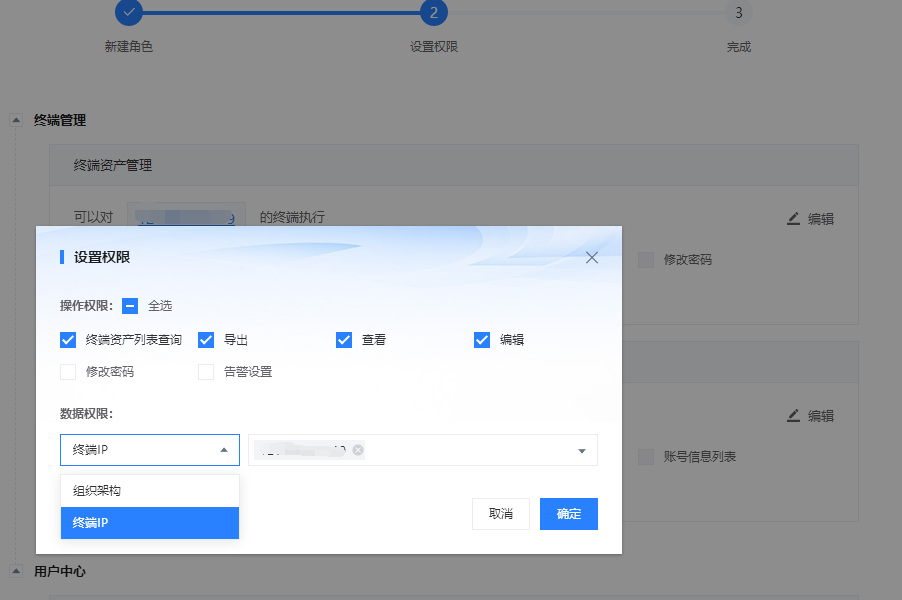 2
3
新建角色
设置权限
完成
终端管理
终端资产管理
可以对
的终端执行
编辑
修改密码
设置权限
操作权限:
全选
终端资产列表查询
导出
查看
编辑
修改密码
告警设置
数据权限:
编辑
终端IP
账号信息列表
组织架构
终端IP
取消
确定
用户中心